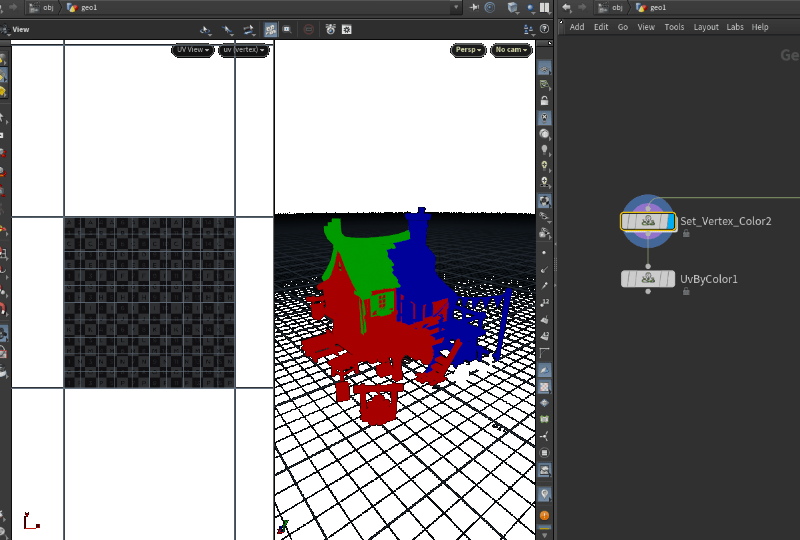 obj geo1
obj geo1
View
Add Edit Go View Tools Layout Labs Help
UV View uv (vertex)
Persp No cam
Ge
Set_Vertex_Color2
UvByColor1